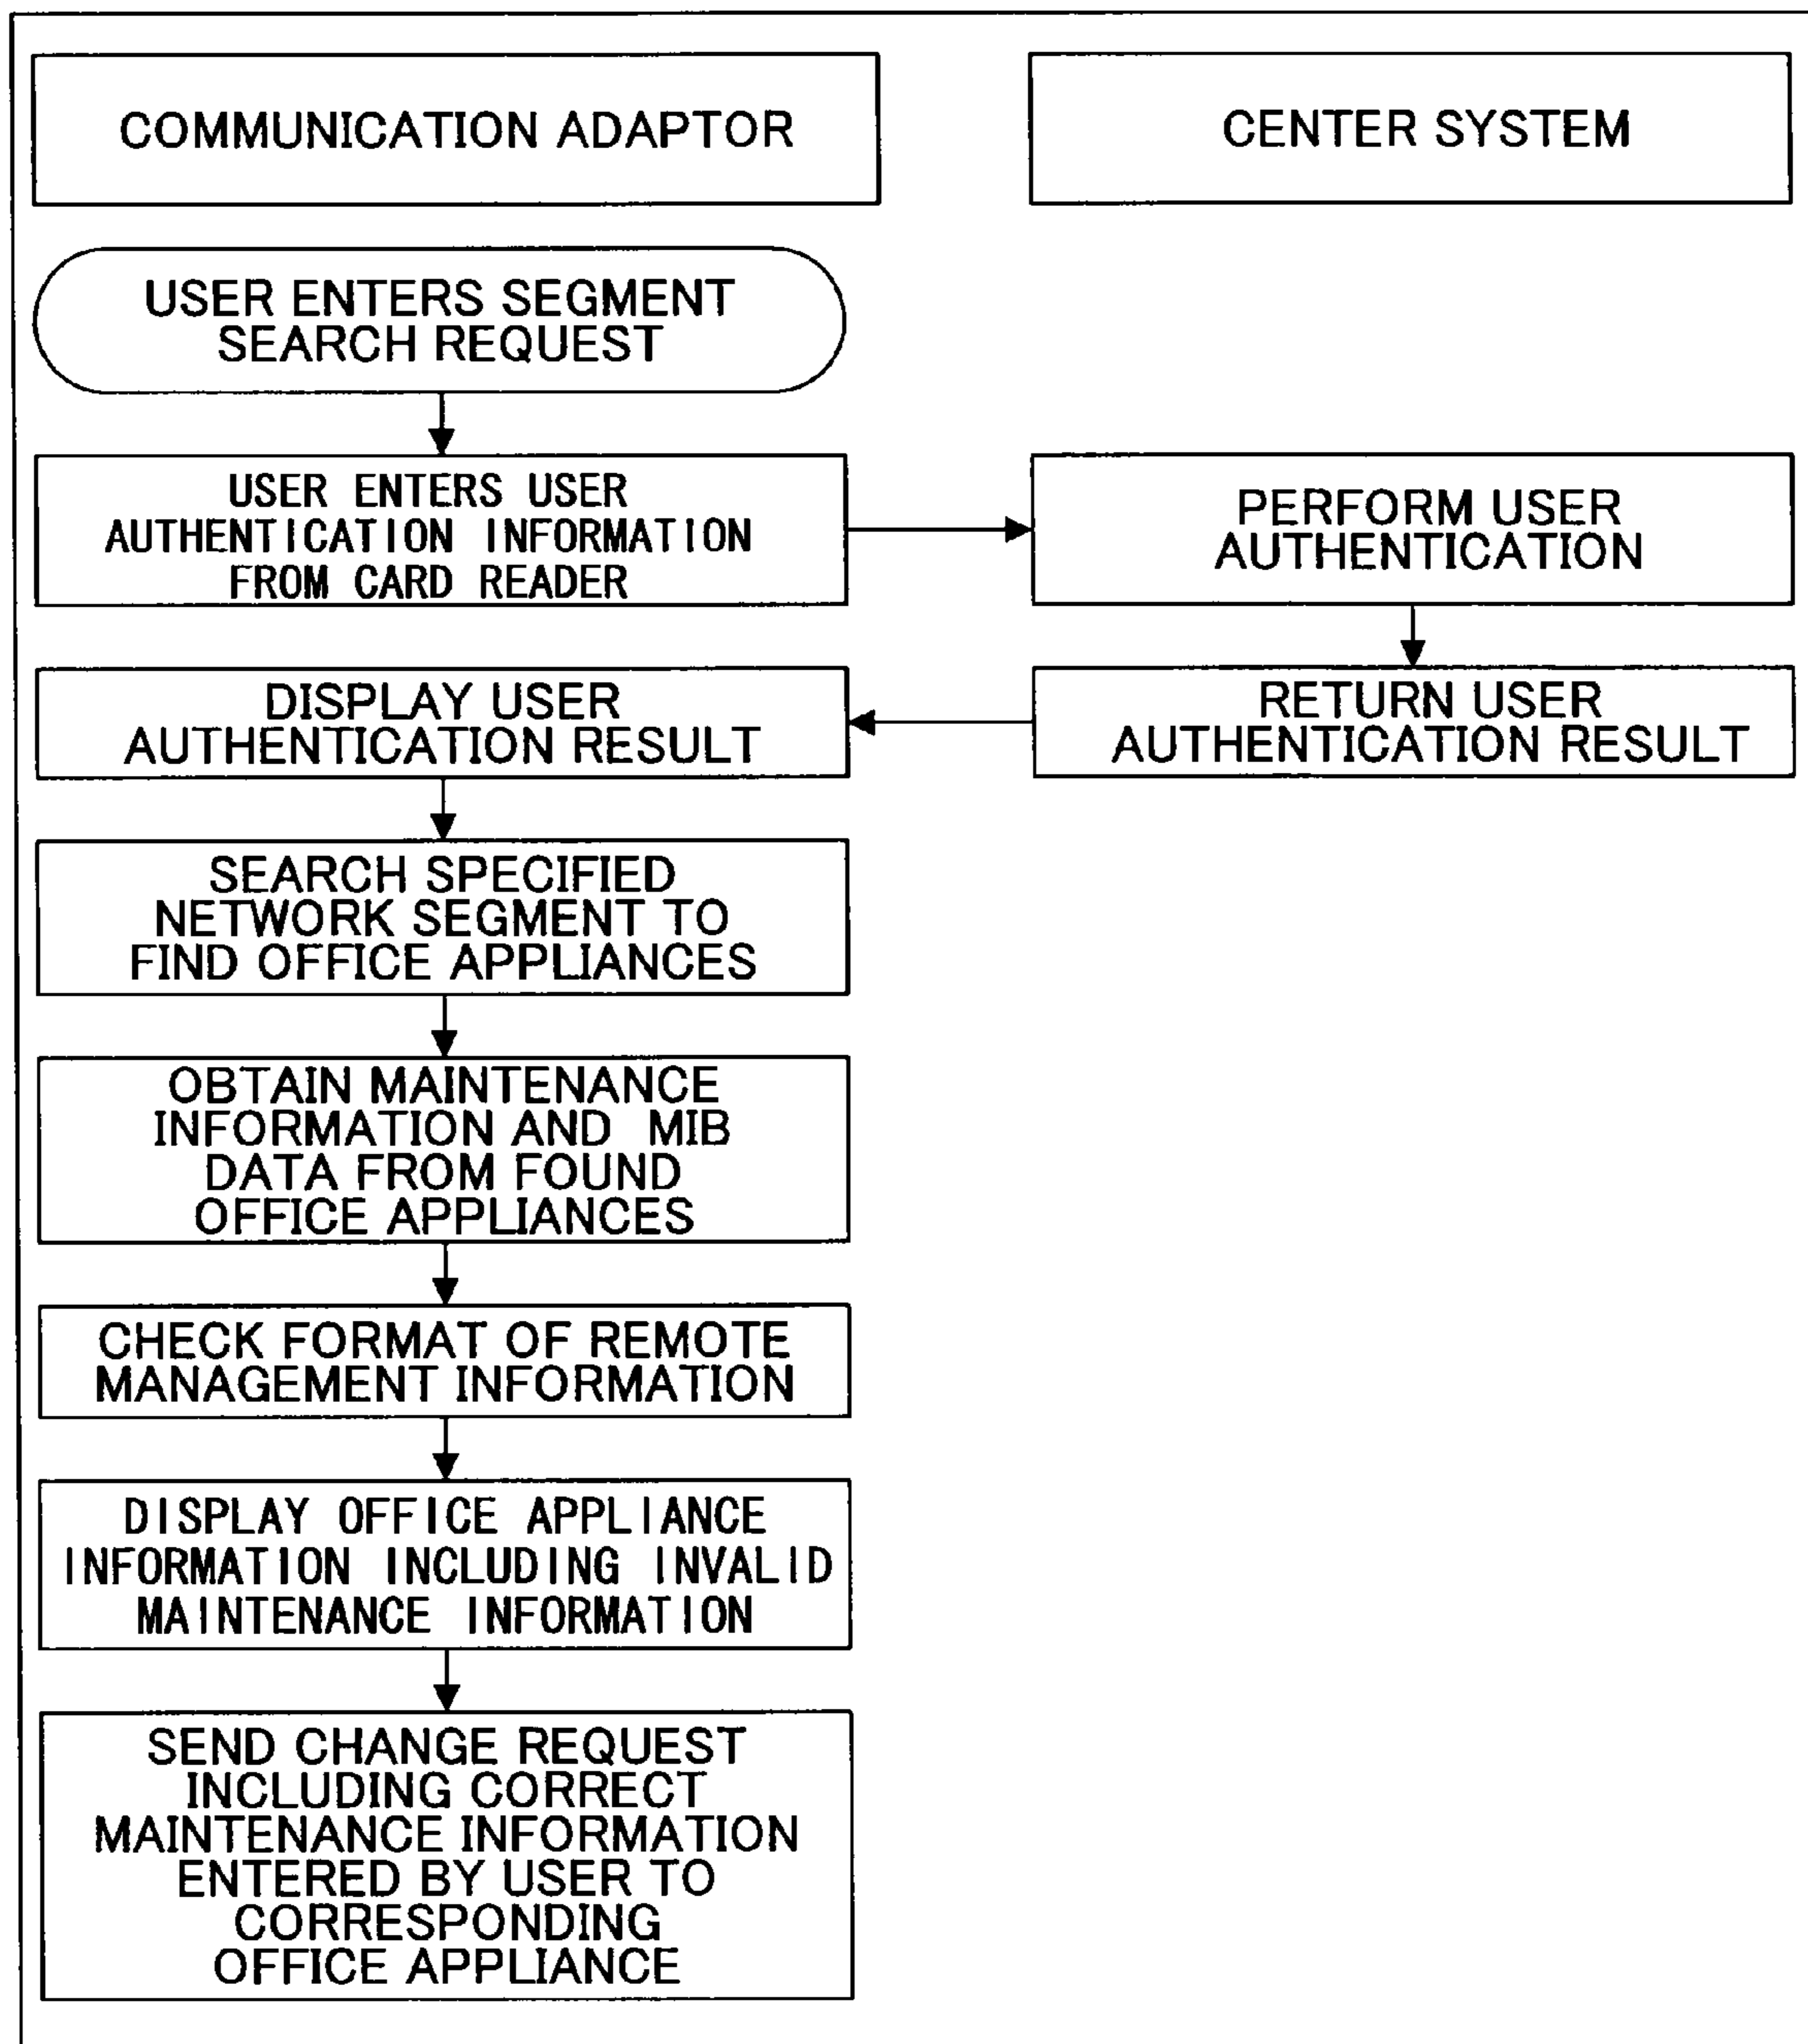 COMMUNICATION ADAPTOR
CENTER SYSTEM
USER ENTERS SEGMENT
SEARCH REQUEST
USER ENTERS USER
AUTHENTICATION INFORMATION
FROM CARD READER
PERFORM USER
AUTHENTICATION
DISPLAY USER
AUTHENTICATION RESULT
RETURN USER
AUTHENTICATION RESULT
SEARCH SPECIFIED
NETWORK SEGMENT TO
FIND OFFICE APPLIANCES
OBTAIN MAINTENANCE
INFORMATION AND MIB
DATA FROM FOUND
OFFICE APPLIANCES
CHECK FORMAT OF REMOTE
MANAGEMENT INFORMATION
DISPLAY OFFICE APPLIANCE
INFORMATION INCLUDING INVALID
MAINTENANCE INFORMATION
SEND CHANGE REQUEST
INCLUDING CORRECT
MAINTENANCE INFORMATION
ENTERED BY USER TO
CORRESPONDING
OFFICE APPLIANCE